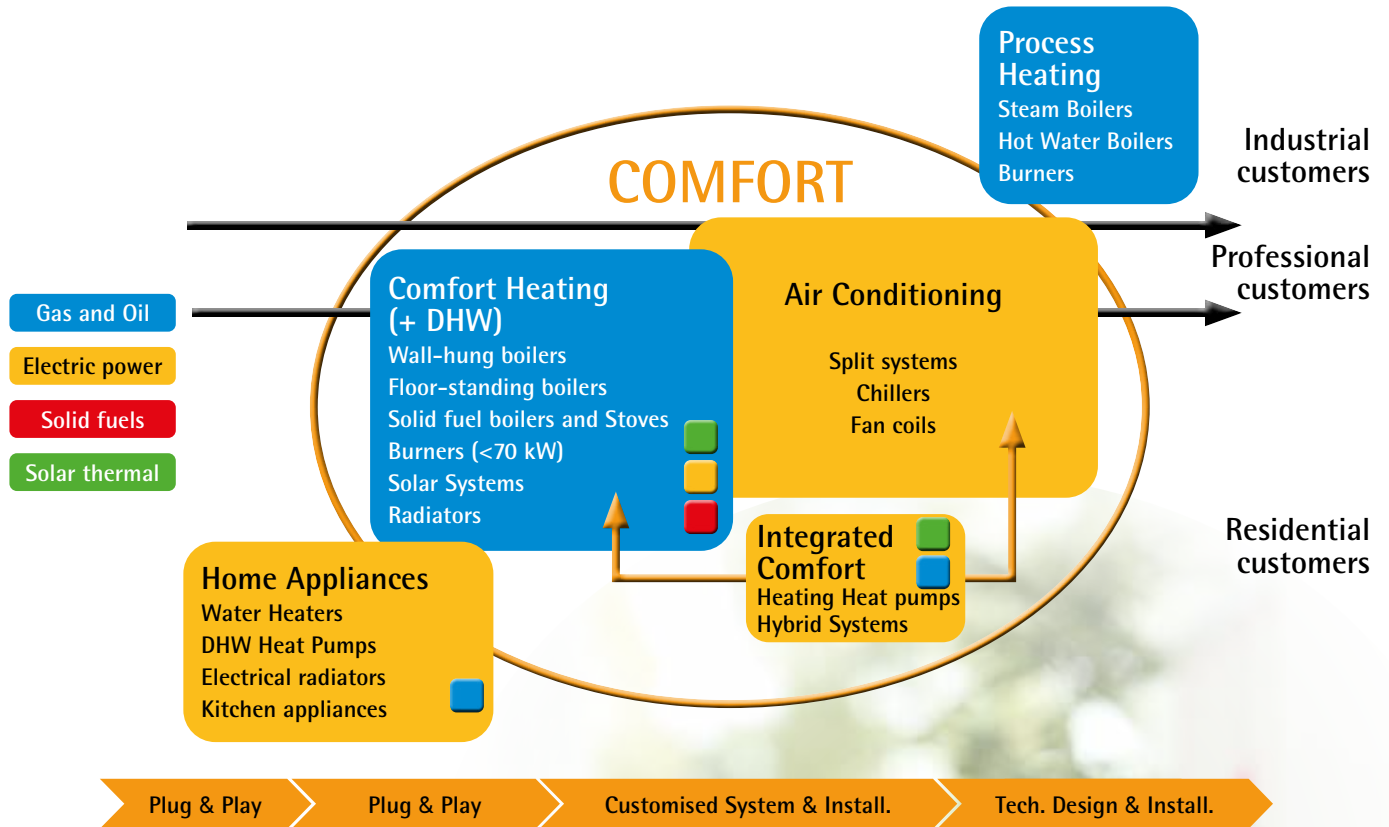 Process
Heating
Steam Boilers
Hot Water Boilers
Burners
Industrial
customers
COMFORT
Professional
customers
Comfort Heating
(+ DHW)
Wall-hung boilers
Floor-standing boilers
Solid fuel boilers and Stoves
Burners (<70 kW)
Solar Systems
Radiators
Air Conditioning
Split systems
Chillers
Fan coils
Gas and Oil
Electric power
Solid fuels
Solar thermal
Integrated
Comfort
Heating Heat pumps
Hybrid Systems
Residential
customers
Home Appliances
Water Heaters
DHW Heat Pumps
Electrical radiators
Kitchen appliances
Plug & Play
Plug & Play
Customised System & Install.
Tech. Design & Install.